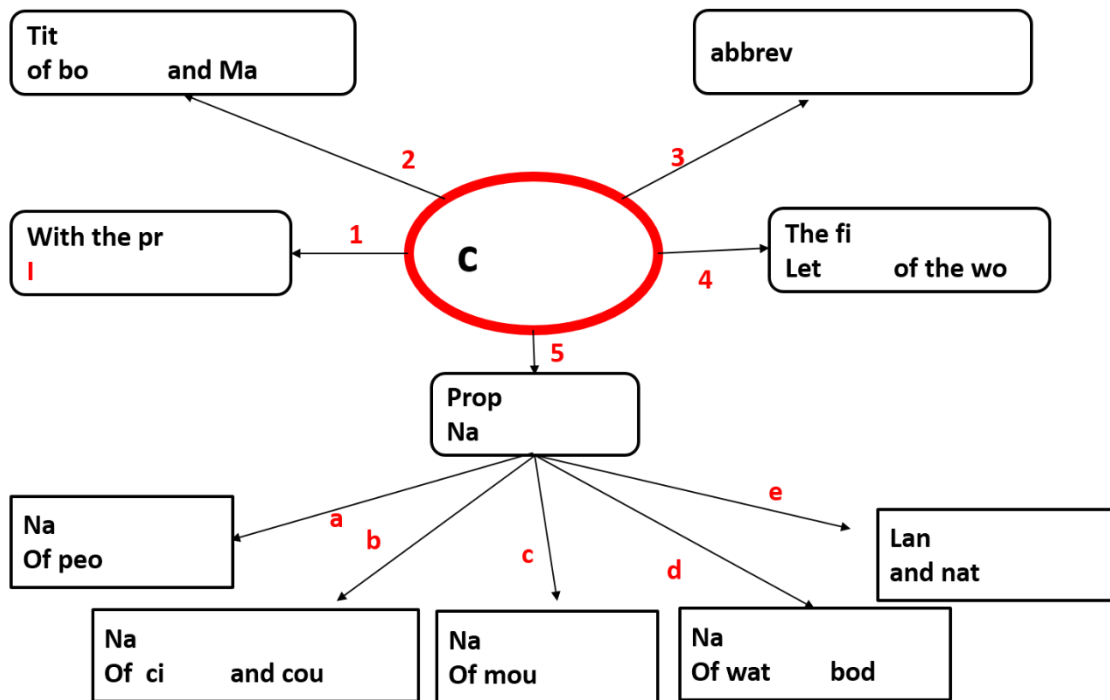 Tit
of bo and Ma
abbrev
2
3
With the pr
I
1
c
4
The fi
Let of the wo
5
Prop
Na
a
b
c
d
e
Na
Of peo
Lan
and nat
Na
Of ci and cou
Na
Of mou
Na
Of wat bod